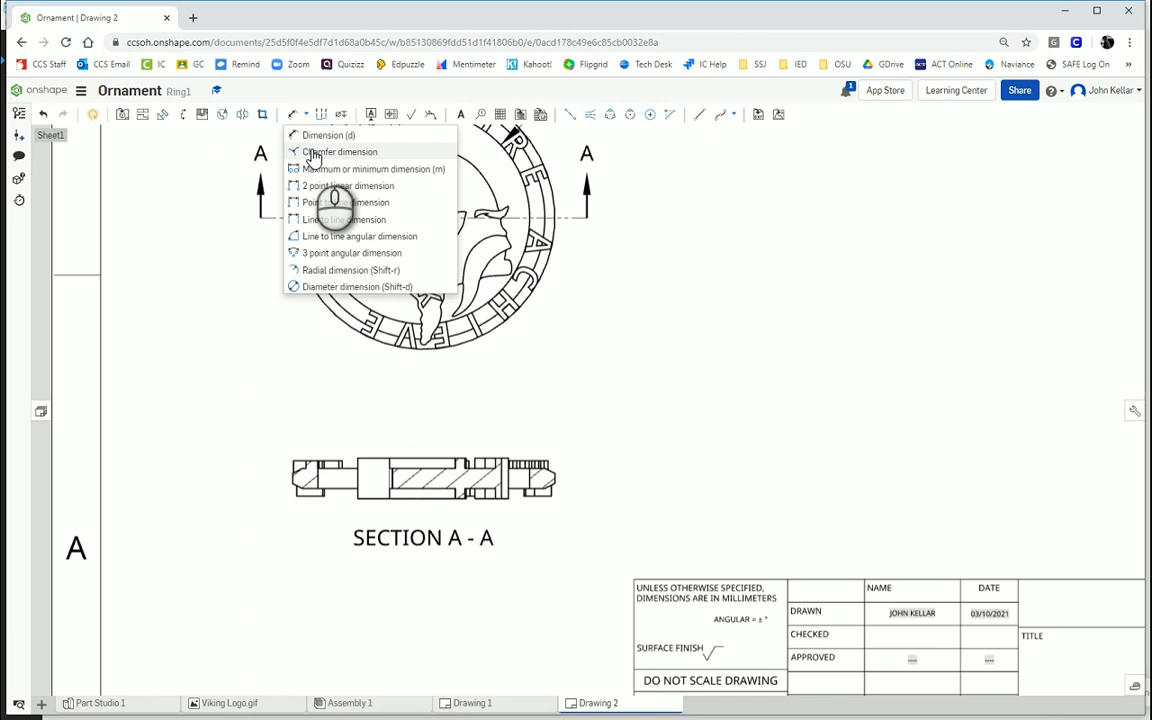 Ornament | Drawing 2
ccsoh.onshape.com/documents/25d5f0f4e5df7d1d68a0b45c/w/b85130869fdd51d1f41806b0/e/0acd178c49e6c85cb0032e8a
CCS Staff
CCS Email
IC
GC
Remind
Zoom
Quizizz
Edpuzzle
Mentimeter
Kahoot!
Flipgrid
Tech Desk
IC Help
SSJ
IED
OSU
GDrive
ACT Online
Naviance
SAFE Log On
onshape
Ornament
Ring1
App Store
Learning Center
Share
John Kellar
Sheet1
Dimension (d)
Chamfer dimension
Maximum or minimum dimension (m)
2 point linear dimension
Point to line dimension
Line to line dimension
Line to line angular dimension
3 point angular dimension
Radial dimension (Shift-r)
Diameter dimension (Shift-d)
A
A
R E A C H
A C H I E V E
SECTION A - A
A
UNLESS OTHERWISE SPECIFIED,
DIMENSIONS ARE IN MILLIMETERS
ANGULAR = ± °
SURFACE FINISH
DO NOT SCALE DRAWING
NAME
DATE
DRAWN
JOHN KELLAR
03/10/2021
CHECKED
APPROVED
TITLE
Part Studio 1
Viking Logo.gif
Assembly 1
Drawing 1
Drawing 2